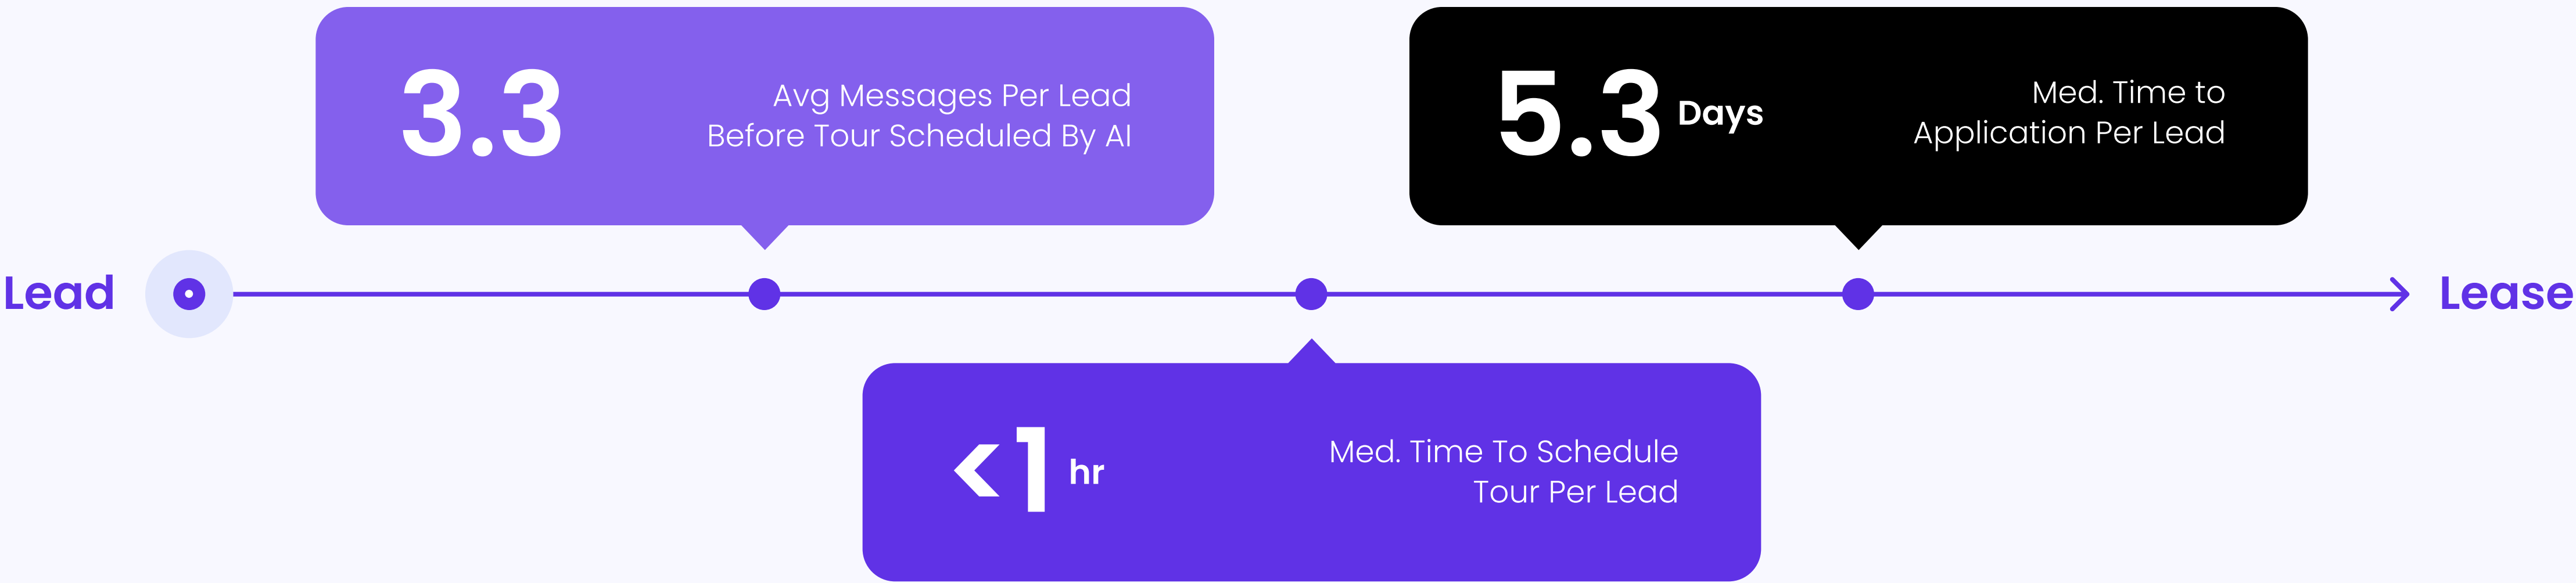 3.3
Avg Messages Per Lead
Before Tour Scheduled By AI
5.3 Days
Med. Time to
Application Per Lead
Lead
Lease
<1 hr
Med. Time To Schedule
Tour Per Lead